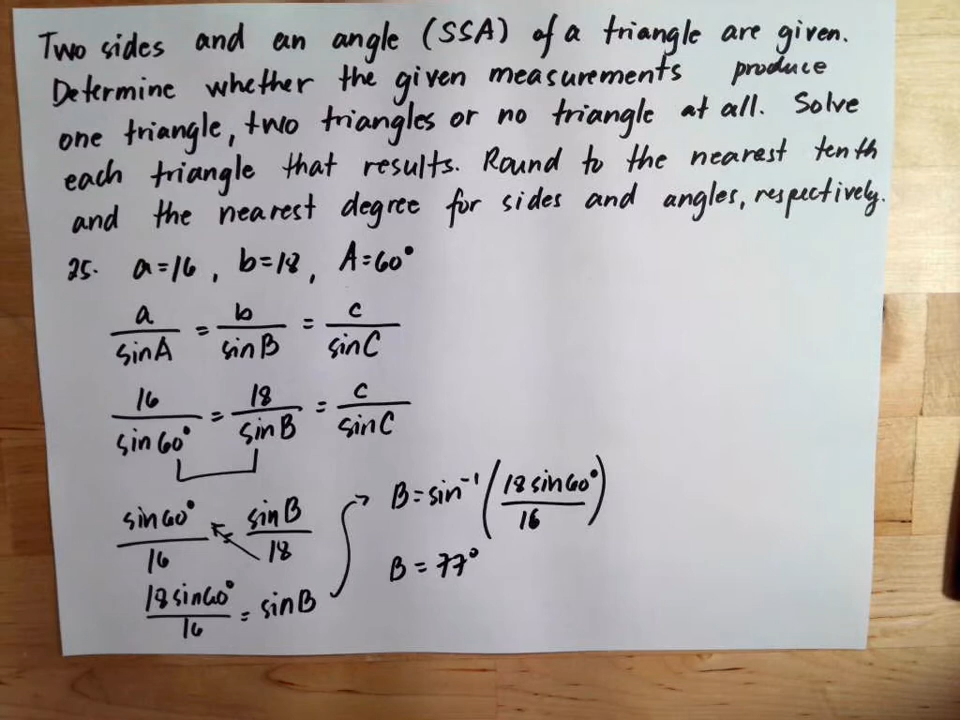 Two sides and an angle (SSA) of a triangle are given.
Determine whether the given measurements produce
one triangle, two triangles or no triangle at all. Solve
each triangle that results. Round to the nearest tenth
and the nearest degree for sides and angles, respectively.
25. a=16, b=18, A=60°
a/sinA = b/sinB = c/sinC
16/sin60° = 18/sinB = c/sinC
sin60°/16 = sinB/18
18sin60°/16 = sinB
B=sin⁻¹(18sin60°/16)
B=77°